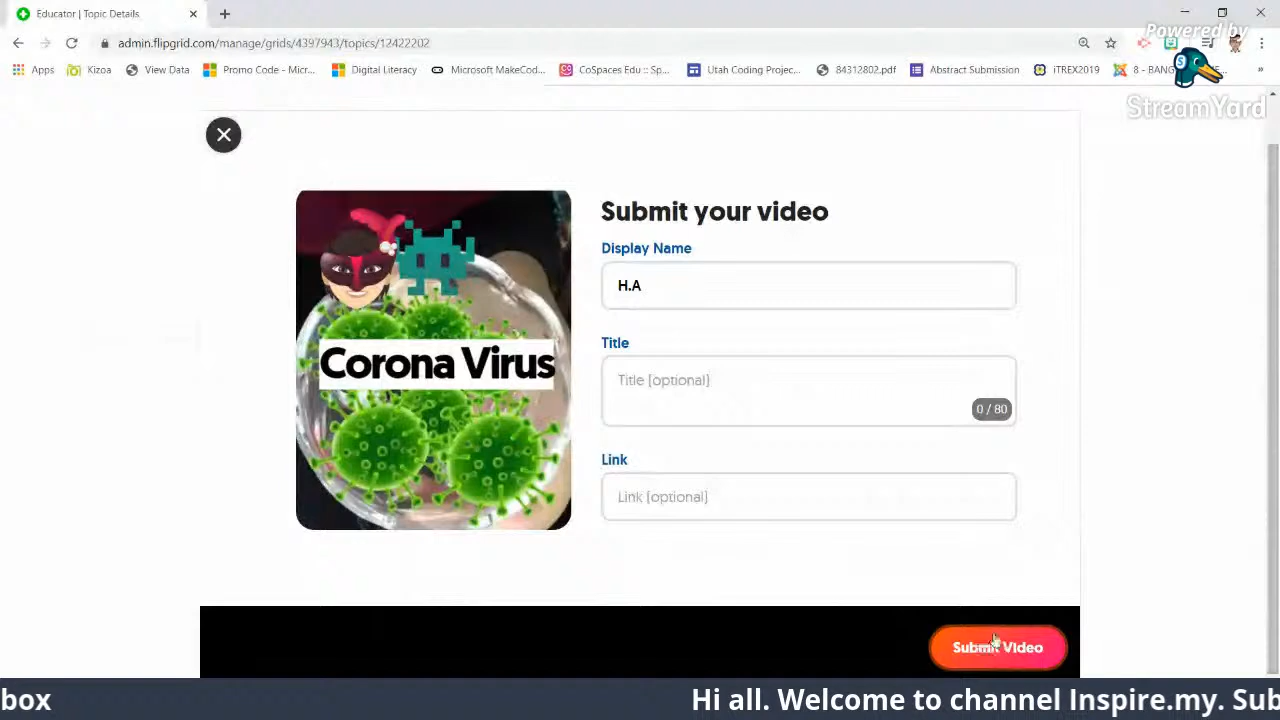 Educator | Topic Details
admin.flipgrid.com/manage/grids/4397943/topics/12422202
Powered by
StreamYard
Apps
Kizoa
View Data
Promo Code - Mic...
Digital Literacy
Microbit MakeCod...
CoSpaces Edu :: Sp...
Utah Coding Projec...
84312802.pdf
Abstract Submission
iTREX2019
Submit your video
Display Name
H.A
Title
Title (optional)
0 / 80
Link
Link (optional)
Corona Virus
Submit Video
box
Hi all. Welcome to channel Inspire.my. Sub